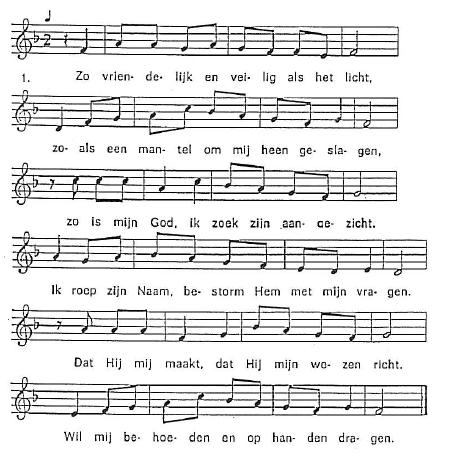 1. Zo vrien- de- lijk en vei- lig als het licht,
zo- als een man- tel om mij heen ge- sla- gen,
zo is mijn God, ik zoek zijn aan- ge- zicht.
Ik roep zijn Naam, be- storm Hem met mijn vra- gen.
Dat Hij mij maakt, dat Hij mijn we- zen richt.
Wil mij be- hoe- den en op han- den dra- gen.